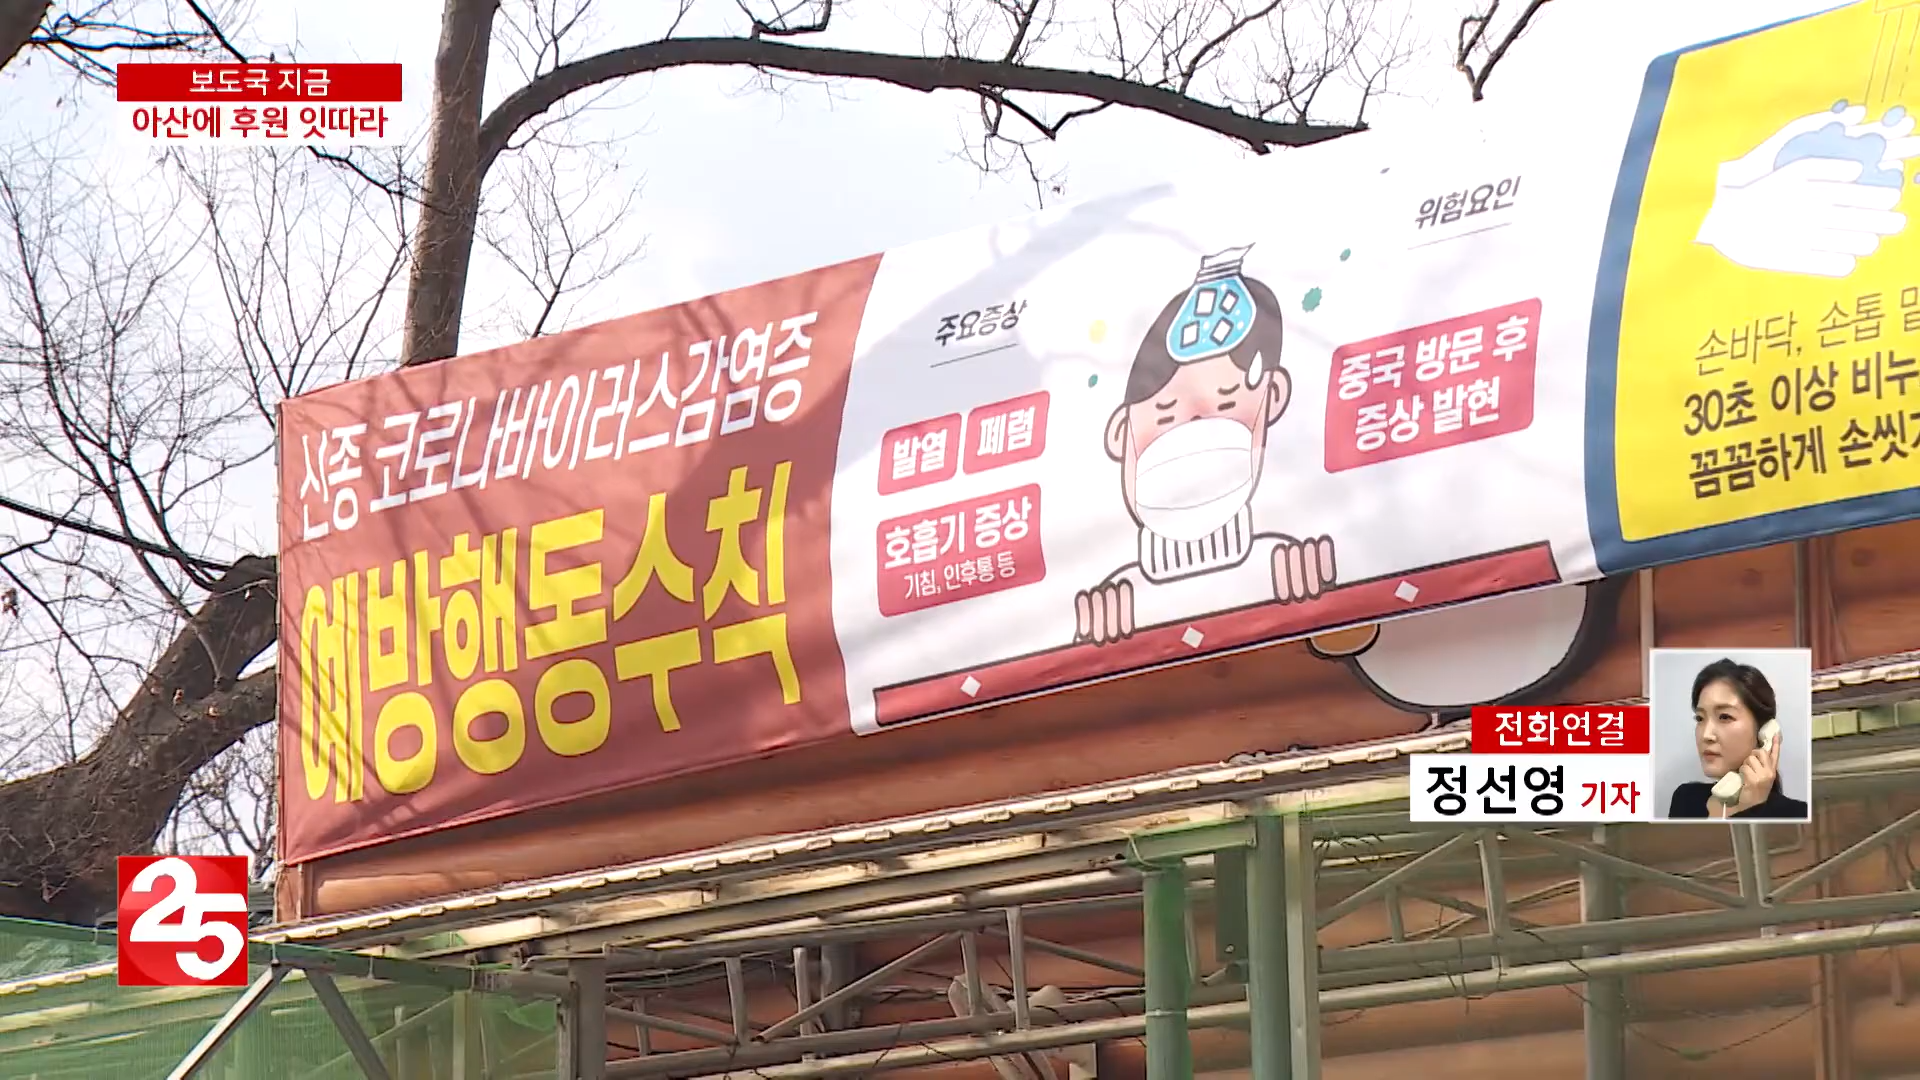 보도국 지금
아산에 후원 잇따라
신종 코로나바이러스감염증
예방행동수칙
주요증상
발열 폐렴
호흡기 증상
기침, 인후통 등
위험요인
중국 방문 후
증상 발현
손바닥, 손톱
30초 이상 비누
꼼꼼하게 손씻기
전화연결
정선영 기자
25